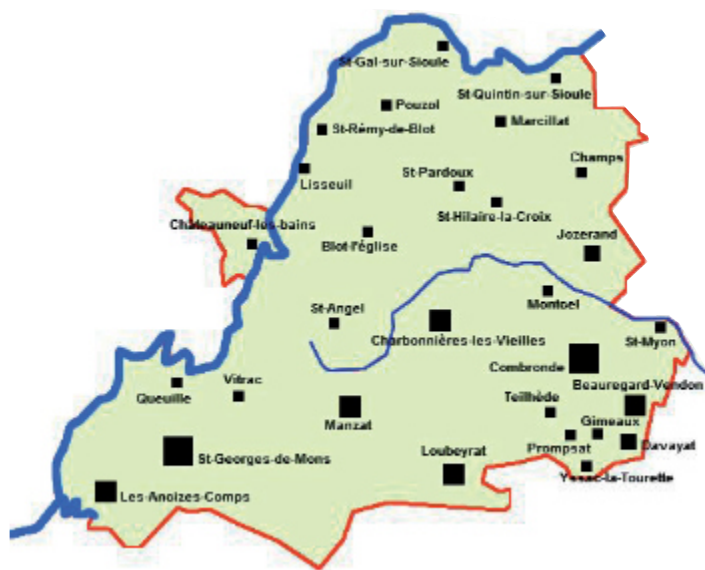 St-Gal-sur-Sioule
St-Quintin-sur-Sioule
Pouzol
Marcillat
St-Rémy-de-Blot
Lisseuil
St-Pardoux
Champs
St-Hilaire-la-Croix
Châteauneuf-les-bains
Blot-l'église
Jozerand
Montcel
St-Angel
Charbonnières-les-Vieilles
St-Myon
Combronde
Beauregard-Vendon
Queuille
Vitrac
Teilhède
Manzat
Gimeaux
Prompsat
Davayat
St-Georges-de-Mons
Loubeyrat
Yssac-la-Tourette
Les-Ancizes-Comps